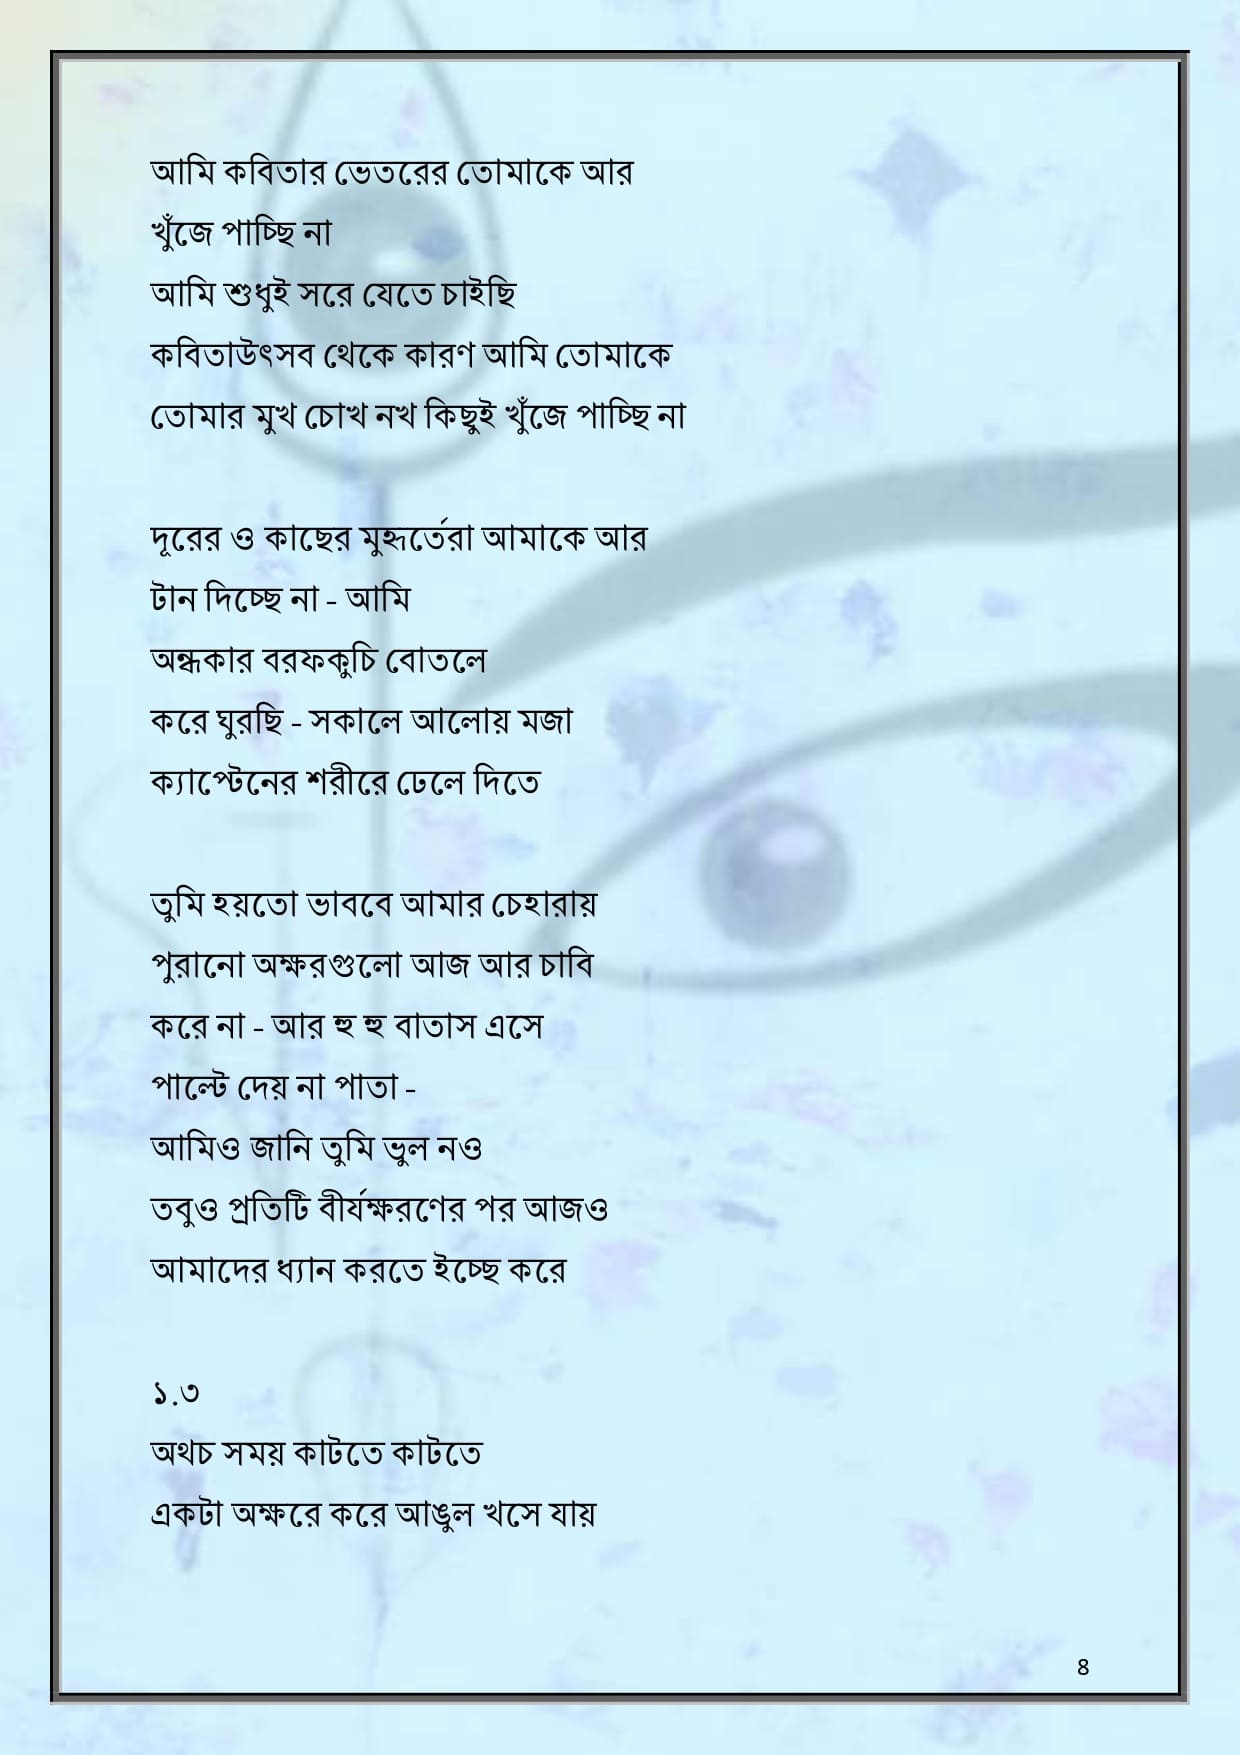 আমি কবিতার ভেতরের তোমাকে আর
খুঁজে পাচ্ছি না
আমি শুধুই সরে যেতে চাইছি
কবিতাউৎসব থেকে কারণ আমি তোমাকে
তোমার মুখ চোখ নখ কিছুই খুঁজে পাচ্ছি না
দূরের ও কাছের মুহৃর্তেরা আমাকে আর
টান দিচ্ছে না - আমি
অন্ধকার বরফকুচি বোতলে
করে ঘুরছি - সকালে আলোয় মজা
ক্যাপ্টেনের শরীরে ঢেলে দিতে
তুমি হয়তো ভাববে আমার চেহারায়
পুরানো অক্ষরগুলো আজ আর চাবি
করে না - আর হু হু বাতাস এসে
পাল্টে দেয় না পাতা -
আমিও জানি তুমি ভুল নও
তবুও প্রতিটি বীর্যক্ষরণের পর আজও
আমাদের ধ্যান করতে ইচ্ছে করে
১.৩
অথচ সময় কাটতে কাটতে
একটা অক্ষরে করে আঙুল খসে যায়
8